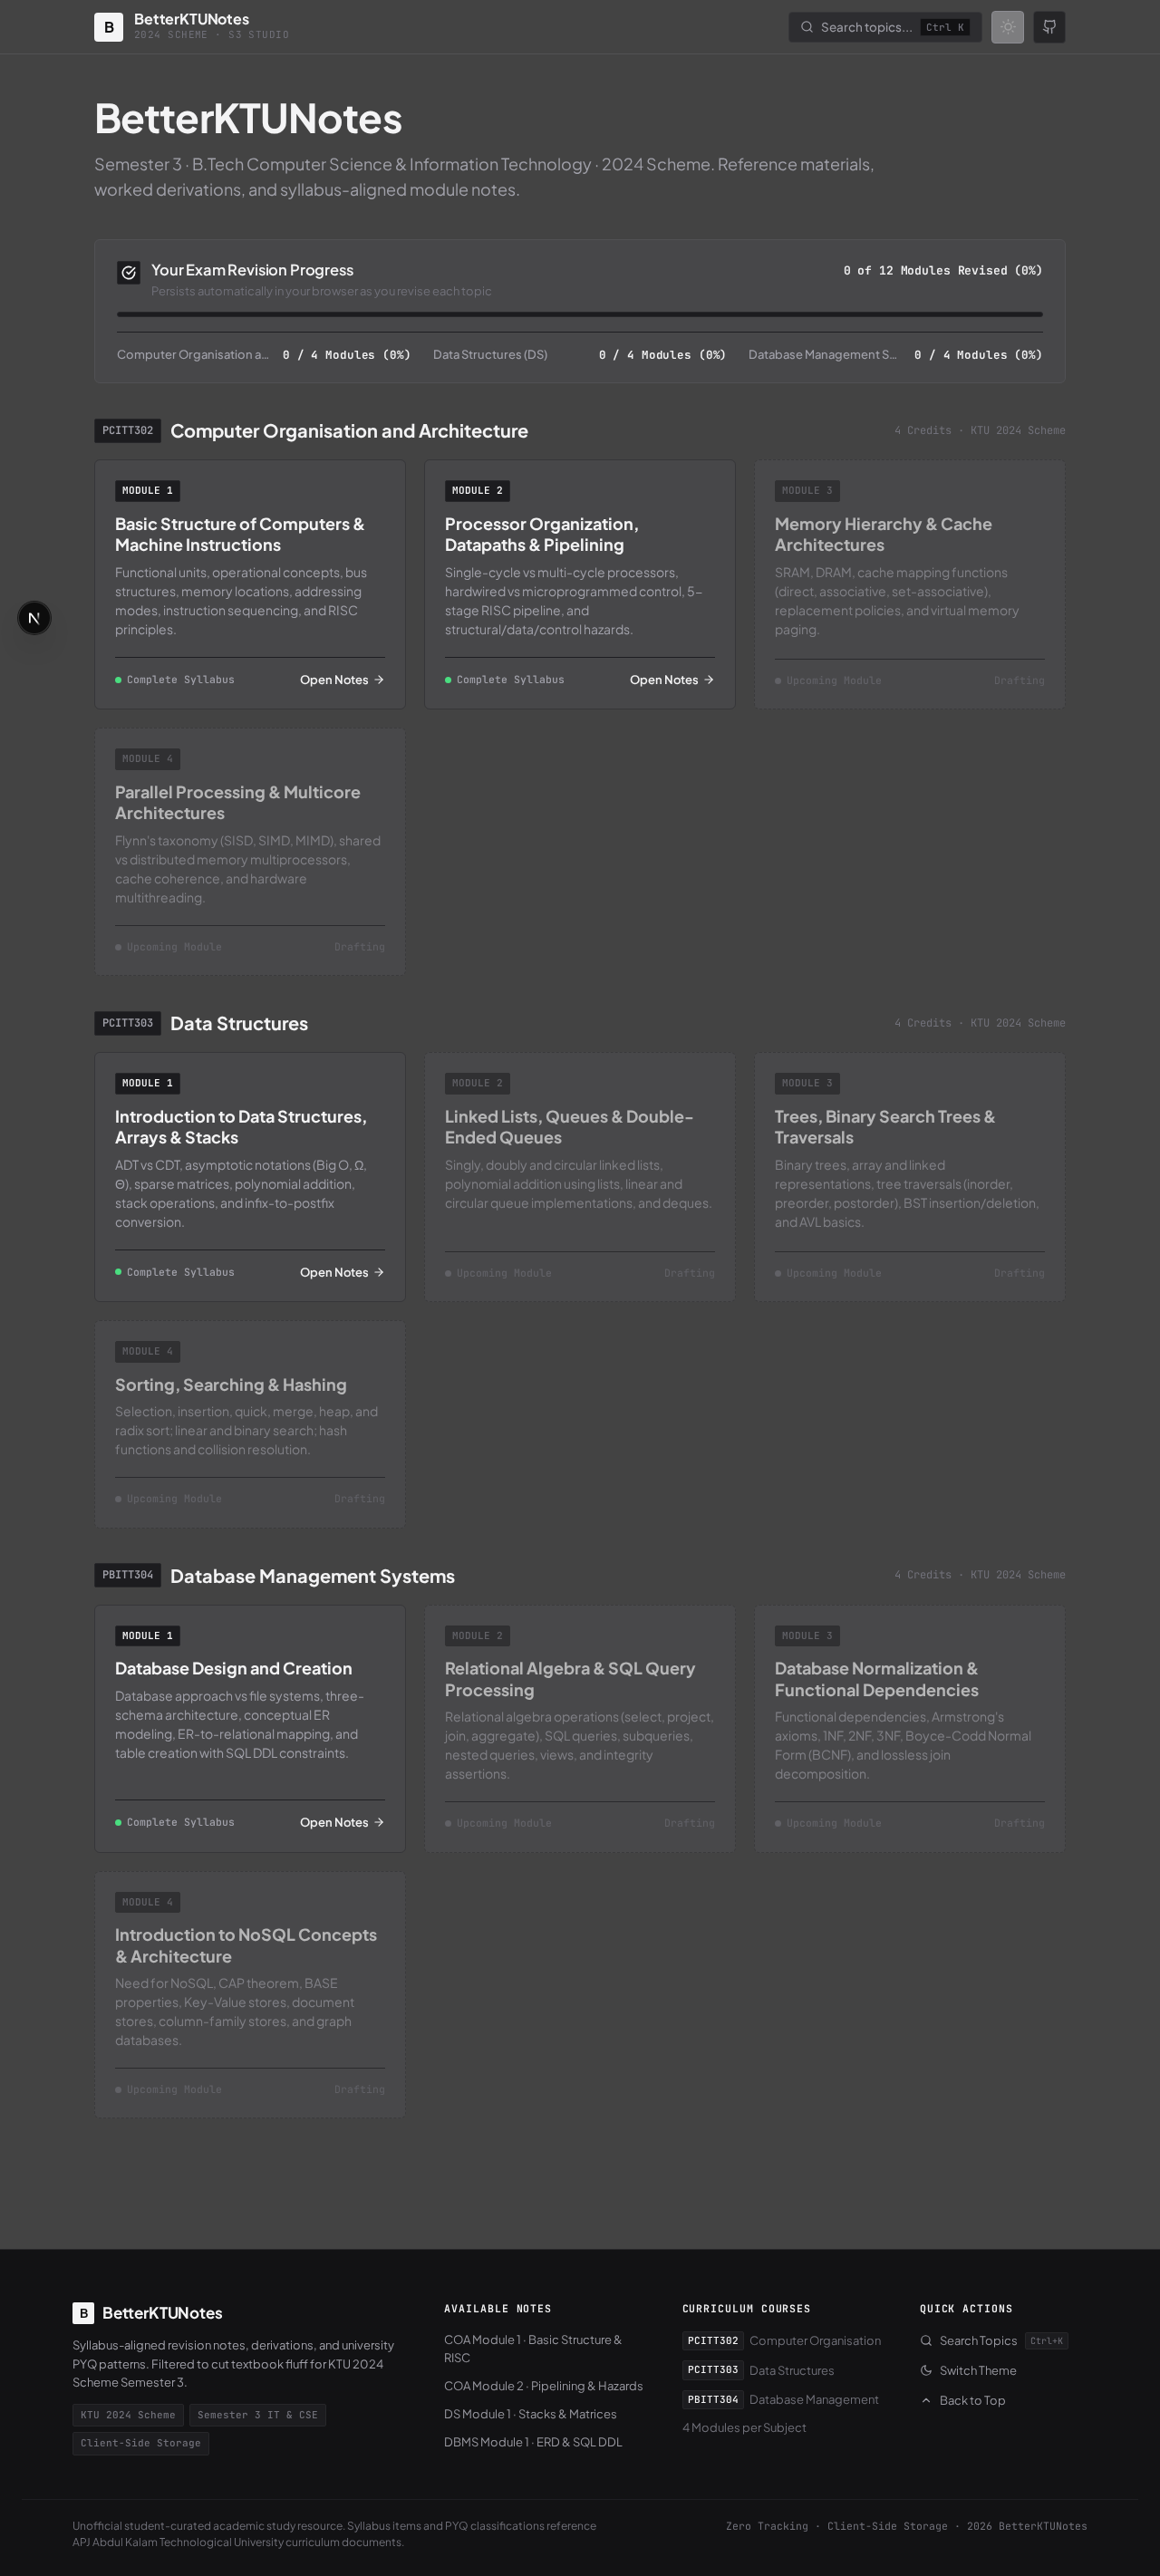 B
BetterKTUNotes
2024 SCHEME · S3 STUDIO
Search topics...
Ctrl K
BetterKTUNotes
Semester 3 · B.Tech Computer Science & Information Technology · 2024 Scheme. Reference materials,
worked derivations, and syllabus-aligned module notes.
Your Exam Revision Progress
0 of 12 Modules Revised (0%)
Persists automatically in your browser as you revise each topic
Computer Organisation a...
0 / 4 Modules (0%)
Data Structures (DS)
0 / 4 Modules (0%)
Database Management S...
0 / 4 Modules (0%)
PCITT302
Computer Organisation and Architecture
4 Credits · KTU 2024 Scheme
MODULE 1
Basic Structure of Computers &
Machine Instructions
Functional units, operational concepts, bus
structures, memory locations, addressing
modes, instruction sequencing, and RISC
principles.
Complete Syllabus
Open Notes →
MODULE 2
Processor Organization,
Datapaths & Pipelining
Single-cycle vs multi-cycle processors,
hardwired vs microprogrammed control, 5-
stage RISC pipeline, and
structural/data/control hazards.
Complete Syllabus
Open Notes →
MODULE 3
Memory Hierarchy & Cache
Architectures
SRAM, DRAM, cache mapping functions
(direct, associative, set-associative),
replacement policies, and virtual memory
paging.
Upcoming Module
Drafting
N
MODULE 4
Parallel Processing & Multicore
Architectures
Flynn's taxonomy (SISD, SIMD, MIMD), shared
vs distributed memory multiprocessors,
cache coherence, and hardware
multithreading.
Upcoming Module
Drafting
PCITT303
Data Structures
4 Credits · KTU 2024 Scheme
MODULE 1
Introduction to Data Structures,
Arrays & Stacks
ADT vs CDT, asymptotic notations (Big O, Ω,
Θ), sparse matrices, polynomial addition,
stack operations, and infix-to-postfix
conversion.
Complete Syllabus
Open Notes →
MODULE 2
Linked Lists, Queues & Double-
Ended Queues
Singly, doubly and circular linked lists,
polynomial addition using lists, linear and
circular queue implementations, and deques.
Upcoming Module
Drafting
MODULE 3
Trees, Binary Search Trees &
Traversals
Binary trees, array and linked
representations, tree traversals (inorder,
preorder, postorder), BST insertion/deletion,
and AVL basics.
Upcoming Module
Drafting
MODULE 4
Sorting, Searching & Hashing
Selection, insertion, quick, merge, heap, and
radix sort; linear and binary search; hash
functions and collision resolution.
Upcoming Module
Drafting
PBITT304
Database Management Systems
4 Credits · KTU 2024 Scheme
MODULE 1
Database Design and Creation
Database approach vs file systems, three-
schema architecture, conceptual ER
modeling, ER-to-relational mapping, and
table creation with SQL DDL constraints.
Complete Syllabus
Open Notes →
MODULE 2
Relational Algebra & SQL Query
Processing
Relational algebra operations (select, project,
join, aggregate), SQL queries, subqueries,
nested queries, views, and integrity
assertions.
Upcoming Module
Drafting
MODULE 3
Database Normalization &
Functional Dependencies
Functional dependencies, Armstrong's
axioms, 1NF, 2NF, 3NF, Boyce-Codd Normal
Form (BCNF), and lossless join
decomposition.
Upcoming Module
Drafting
MODULE 4
Introduction to NoSQL Concepts
& Architecture
Need for NoSQL, CAP theorem, BASE
properties, Key-Value stores, document
stores, column-family stores, and graph
databases.
Upcoming Module
Drafting
B
BetterKTUNotes
Syllabus-aligned revision notes, derivations, and university
PYQ patterns. Filtered to cut textbook fluff for KTU 2024
Scheme Semester 3.
KTU 2024 Scheme
Semester 3 IT & CSE
Client-Side Storage
AVAILABLE NOTES
COA Module 1 · Basic Structure &
RISC
COA Module 2 · Pipelining & Hazards
DS Module 1 · Stacks & Matrices
DBMS Module 1 · ERD & SQL DDL
CURRICULUM COURSES
PCITT302 Computer Organisation
PCITT303 Data Structures
PBITT304 Database Management
4 Modules per Subject
QUICK ACTIONS
Search Topics Ctrl+K
Switch Theme
Back to Top
Unofficial student-curated academic study resource. Syllabus items and PYQ classifications reference
APJ Abdul Kalam Technological University curriculum documents.
Zero Tracking · Client-Side Storage · 2026 BetterKTUNotes